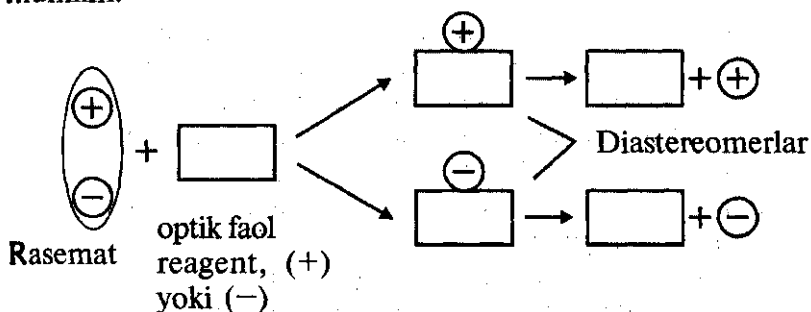 +
+
+
+
+
Diastereomerlar
−
−
+
−
Rasemat
optik faol
reagent, (+)
yoki (−)